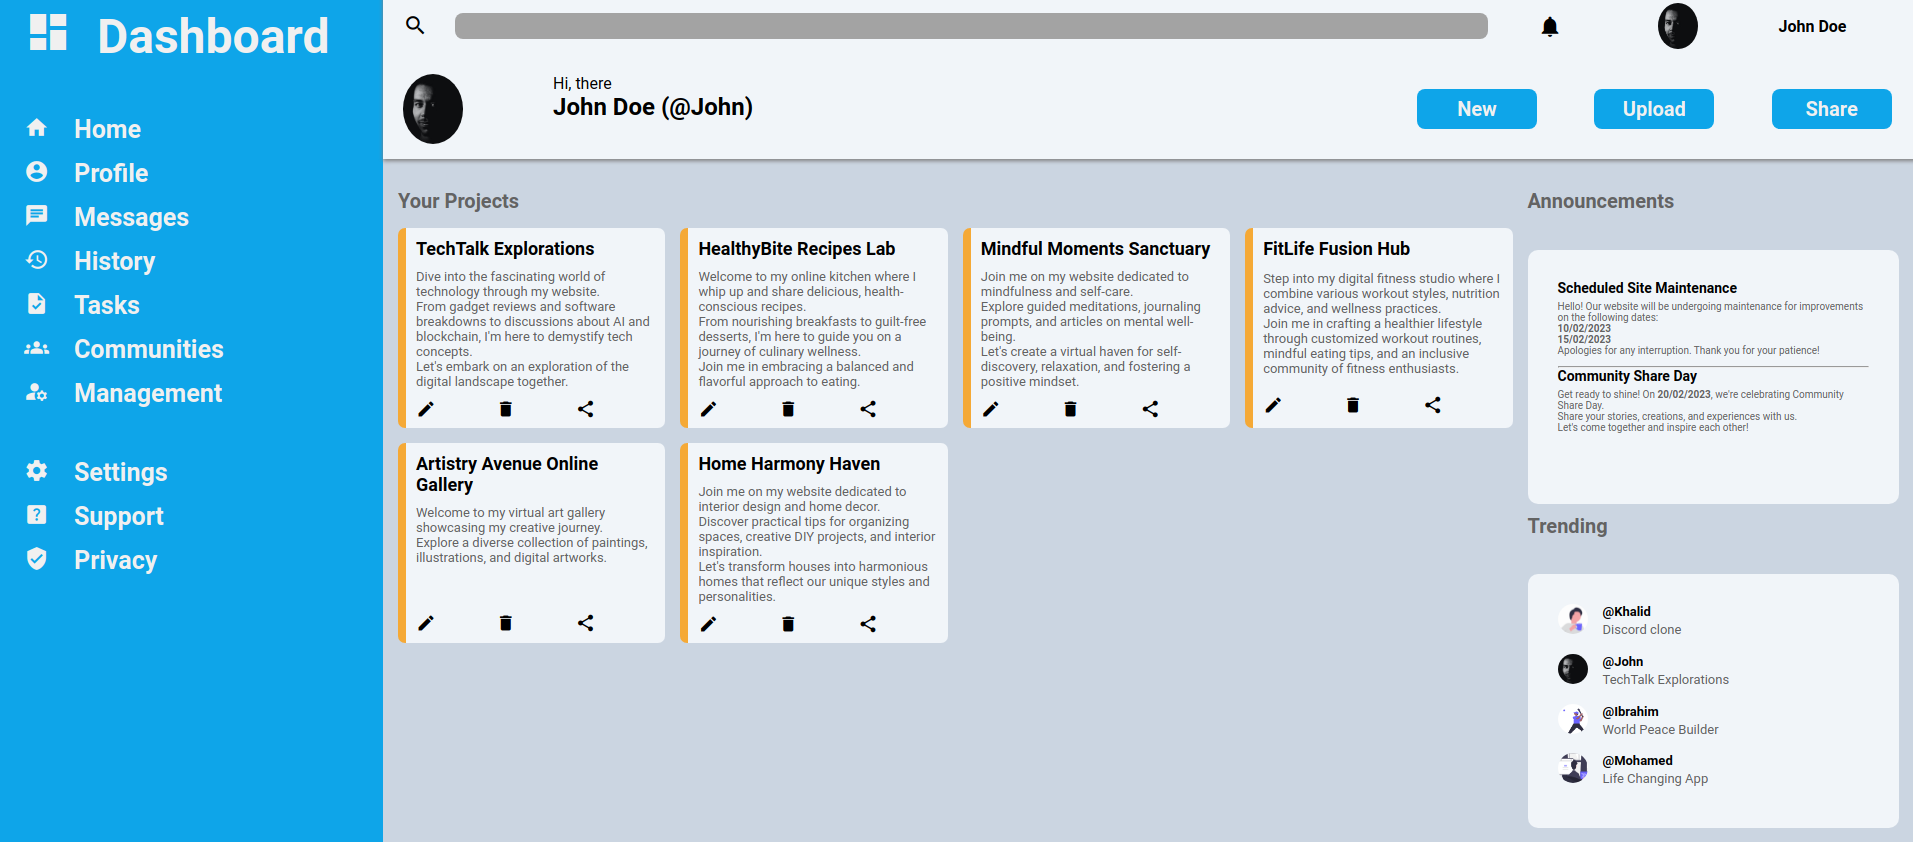 Dashboard
Home
Profile
Messages
History
Tasks
Communities
Management
Settings
Support
Privacy
John Doe
Hi, there
John Doe (@John)
New
Upload
Share
Your Projects
TechTalk Explorations
Dive into the fascinating world of
technology through my website.
From gadget reviews and software
breakdowns to discussions about AI and
blockchain, I'm here to demystify tech
concepts.
Let's embark on an exploration of the
digital landscape together.
HealthyBite Recipes Lab
Welcome to my online kitchen where I
whip up and share delicious, health-
conscious recipes.
From nourishing breakfasts to guilt-free
desserts, I'm here to guide you on a
journey of culinary wellness.
Join me in embracing a balanced and
flavorful approach to eating.
Mindful Moments Sanctuary
Join me on my website dedicated to
mindfulness and self-care.
Explore guided meditations, journaling
prompts, and articles on mental well-
being.
Let's create a virtual haven for self-
discovery, relaxation, and fostering a
positive mindset.
FitLife Fusion Hub
Step into my digital fitness studio where I
combine various workout styles, nutrition
advice, and wellness practices.
Join me in crafting a healthier lifestyle
through customized workout routines,
mindful eating tips, and an inclusive
community of fitness enthusiasts.
Artistry Avenue Online
Gallery
Welcome to my virtual art gallery
showcasing my creative journey.
Explore a diverse collection of paintings,
illustrations, and digital artworks.
Home Harmony Haven
Join me on my website dedicated to
interior design and home decor.
Discover practical tips for organizing
spaces, creative DIY projects, and interior
inspiration.
Let's transform houses into harmonious
homes that reflect our unique styles and
personalities.
Announcements
Scheduled Site Maintenance
Hello! Our website will be undergoing maintenance for improvements
on the following dates:
10/02/2023
15/02/2023
Apologies for any interruption. Thank you for your patience!
Community Share Day
Get ready to shine! On 20/02/2023, we're celebrating Community
Share Day.
Share your stories, creations, and experiences with us.
Let's come together and inspire each other!
Trending
@Khalid
Discord clone
@John
TechTalk Explorations
@Ibrahim
World Peace Builder
@Mohamed
Life Changing App